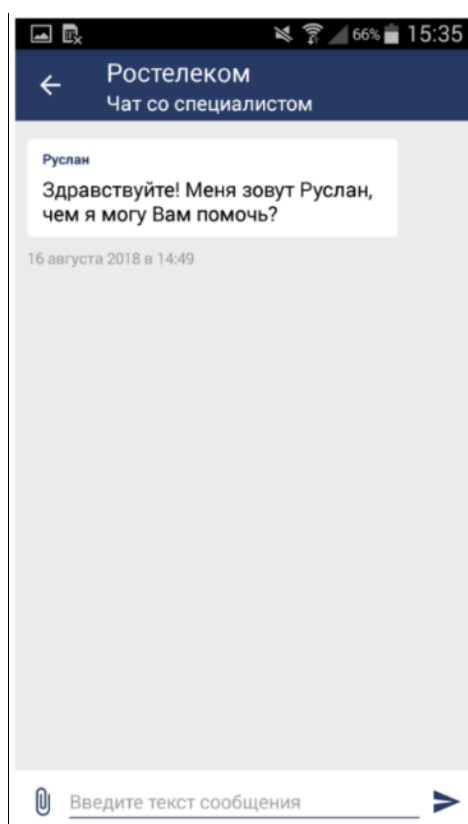 66% 15:35
Ростелеком
Чат со специалистом
Руслан
Здравствуйте! Меня зовут Руслан,
чем я могу Вам помочь?
16 августа 2018 в 14:49
Введите текст сообщения